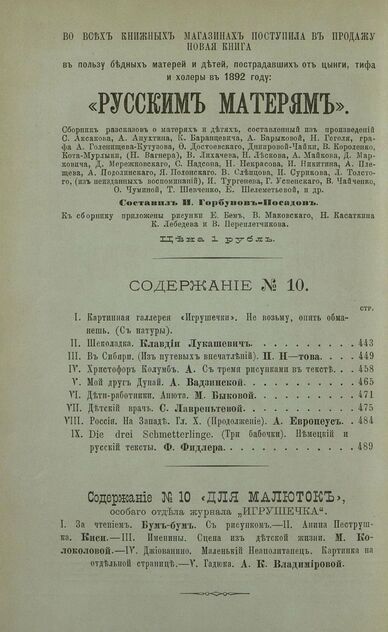 ВО ВСѢХЪ КНИЖНЫХЪ МАГАЗИНАХЪ ПОСТУПИЛА ВЪ ПРОДАЖУ
НОВАЯ КНИГА
въ пользу бѣдныхъ матерей и дѣтей, пострадавшихъ отъ цынги, тифа
и холеры въ 1892 году:
«РУССКИМЪ МАТЕРЯМЪ».
Сборник разсказовъ о матеряхъ и дѣтяхъ, составленный изъ произведеній
С. Аксакова, А. Апухтина, К. Баранцевича, А. Барыковой, Н. Гоголя, гра-
фа А. Голенищева-Кутузова, Ѳ. Достоевскаго, Днипровой-Чайки, В. Короленко,
Кота-Мурлыки, (Н. Вагнера), В. Лихачева, Н. Лѣскова, А. Майкова, Д. Мар-
ковича, Д. Мережковскаго, С. Надсона, Н. Некрасова, И. Никитина, А. Пле-
щеева, А. Подолинскаго, Я. Полонскаго, В. Слѣпцова, И. Сурикова, Л. Толсто-
го, (изъ неизданныхъ воспоминаній), И. Тургенева, Г. Успенскаго, В. Чайченко,
О. Чуминой, Т. Шевченко, Е. Шелеметьевой, и др.
Составилъ И. Горбуновъ-Посадовъ.
Къ сборнику приложены рисунки Е. Бемъ, В. Маковскаго, Н. Касаткина
К. Лебедева и В. Переплетчикова.
Цѣна 1 рубль.
СОДЕРЖАНІЕ № 10.
СТР.
I. Картинная галлерея «Игрушечки». Не возьму, опять обма-
нешь. (Съ натуры).
II. Шоколадка. Клавдіи Лукашевичъ. 443
III. Въ Сибири. (Изъ путевыхъ впечатлѣній). П. Н—това. 449
IV. Христофоръ Колумбъ. А. Съ тремя рисунками въ текстѣ. 458
V. Мой другъ Дунай. А. Вадзинской. 465
VI. Дѣти-работники. Анюта. М. Быковой. 471
VII. Дѣтскій врачъ. С. Лаврентьевой. 475
VIII. Россія. На Западѣ. Гл. X. (Продолженіе). А. Европеусъ. 484
IX. Die drei Schmetterlinge. (Три бабочки). Нѣмецкій и
русскій тексты. Ф. Фидлера. 489
Содержаніе № 10 «ДЛЯ МАЛЮТОКЪ»,
особаго отдѣла журнала „ИГРУШЕЧКА".
I. За чтеніемъ. Бумъ-бумъ. Съ рисункомъ.—II. Анина Пеструш-
ка. Киси.—III. Именины. Сцена изъ дѣтской жизни. М. Ко-
локоловой.—IV. Джіованино. Маленькій Неаполитанецъ. Картинка на
отдѣльной страницѣ.—V. Гадюка. А. К. Владиміровой.